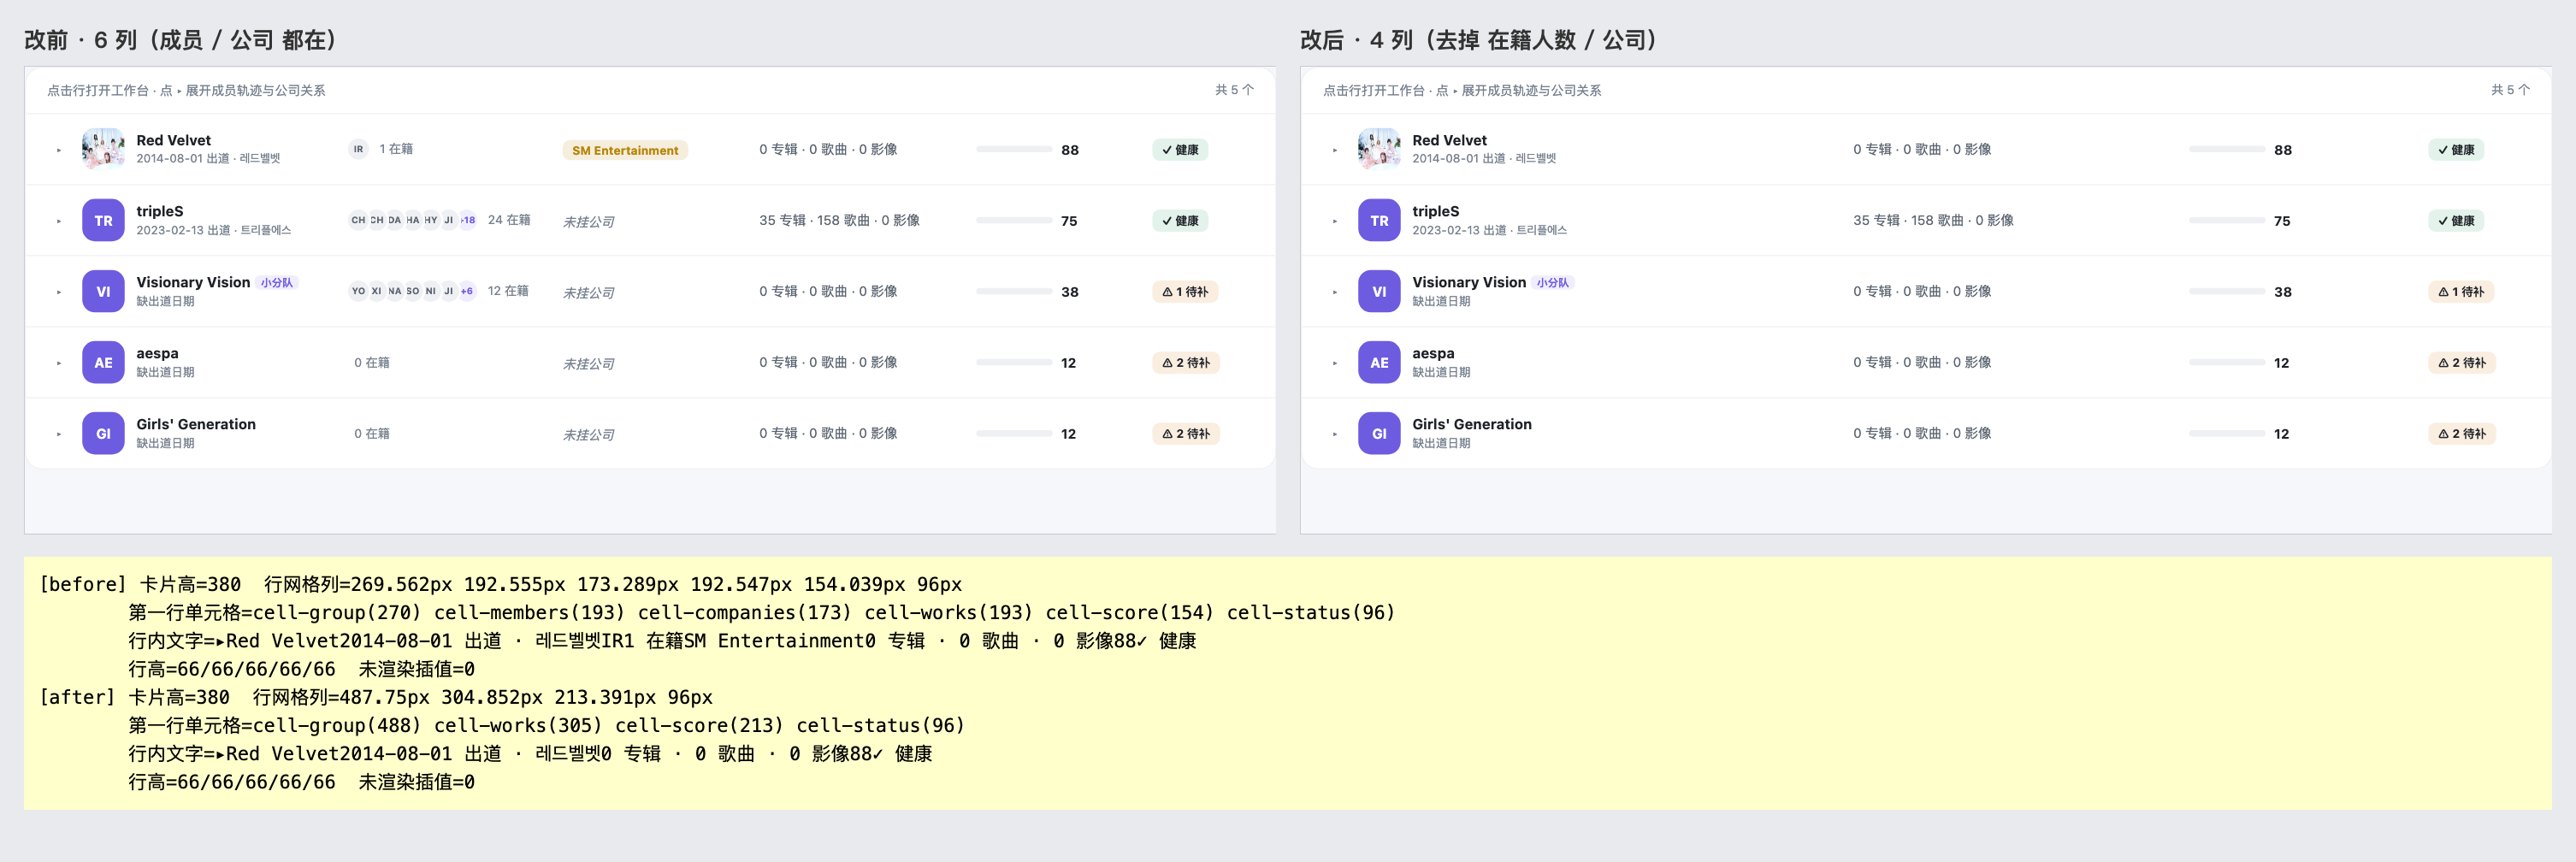 改前 · 6 列（成员 / 公司 都在）
点击行打开工作台 · 点 ▸ 展开成员轨迹与公司关系
共 5 个
▸ Red Velvet
2014-08-01 出道 · 레드벨벳
IR 1 在籍
SM Entertainment
0 专辑 · 0 歌曲 · 0 影像
88
✓ 健康
▸ TR tripleS
2023-02-13 出道 · 트리플에스
CH CH DA HA HY JI +18 24 在籍
未挂公司
35 专辑 · 158 歌曲 · 0 影像
75
✓ 健康
▸ VI Visionary Vision 小分队
缺出道日期
YO XI NA SO NI JI +6 12 在籍
未挂公司
0 专辑 · 0 歌曲 · 0 影像
38
⚠ 1 待补
▸ AE aespa
缺出道日期
0 在籍
未挂公司
0 专辑 · 0 歌曲 · 0 影像
12
⚠ 2 待补
▸ GI Girls' Generation
缺出道日期
0 在籍
未挂公司
0 专辑 · 0 歌曲 · 0 影像
12
⚠ 2 待补
改后 · 4 列（去掉 在籍人数 / 公司）
点击行打开工作台 · 点 ▸ 展开成员轨迹与公司关系
共 5 个
▸ Red Velvet
2014-08-01 出道 · 레드벨벳
0 专辑 · 0 歌曲 · 0 影像
88
✓ 健康
▸ TR tripleS
2023-02-13 出道 · 트리플에스
35 专辑 · 158 歌曲 · 0 影像
75
✓ 健康
▸ VI Visionary Vision 小分队
缺出道日期
0 专辑 · 0 歌曲 · 0 影像
38
⚠ 1 待补
▸ AE aespa
缺出道日期
0 专辑 · 0 歌曲 · 0 影像
12
⚠ 2 待补
▸ GI Girls' Generation
缺出道日期
0 专辑 · 0 歌曲 · 0 影像
12
⚠ 2 待补
[before] 卡片高=380 行网格列=269.562px 192.555px 173.289px 192.547px 154.039px 96px
第一行单元格=cell-group(270) cell-members(193) cell-companies(173) cell-works(193) cell-score(154) cell-status(96)
行内文字=▸Red Velvet2014-08-01 出道 · 레드벨벳IR1 在籍SM Entertainment0 专辑 · 0 歌曲 · 0 影像88✓ 健康
行高=66/66/66/66/66 未渲染插值=0
[after] 卡片高=380 行网格列=487.75px 304.852px 213.391px 96px
第一行单元格=cell-group(488) cell-works(305) cell-score(213) cell-status(96)
行内文字=▸Red Velvet2014-08-01 出道 · 레드벨벳0 专辑 · 0 歌曲 · 0 影像88✓ 健康
行高=66/66/66/66/66 未渲染插值=0